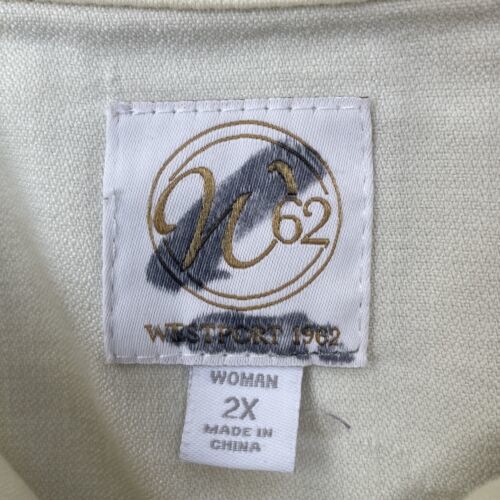 W '62
WESTPORT 1962
WOMAN
2X
MADE IN
CHINA